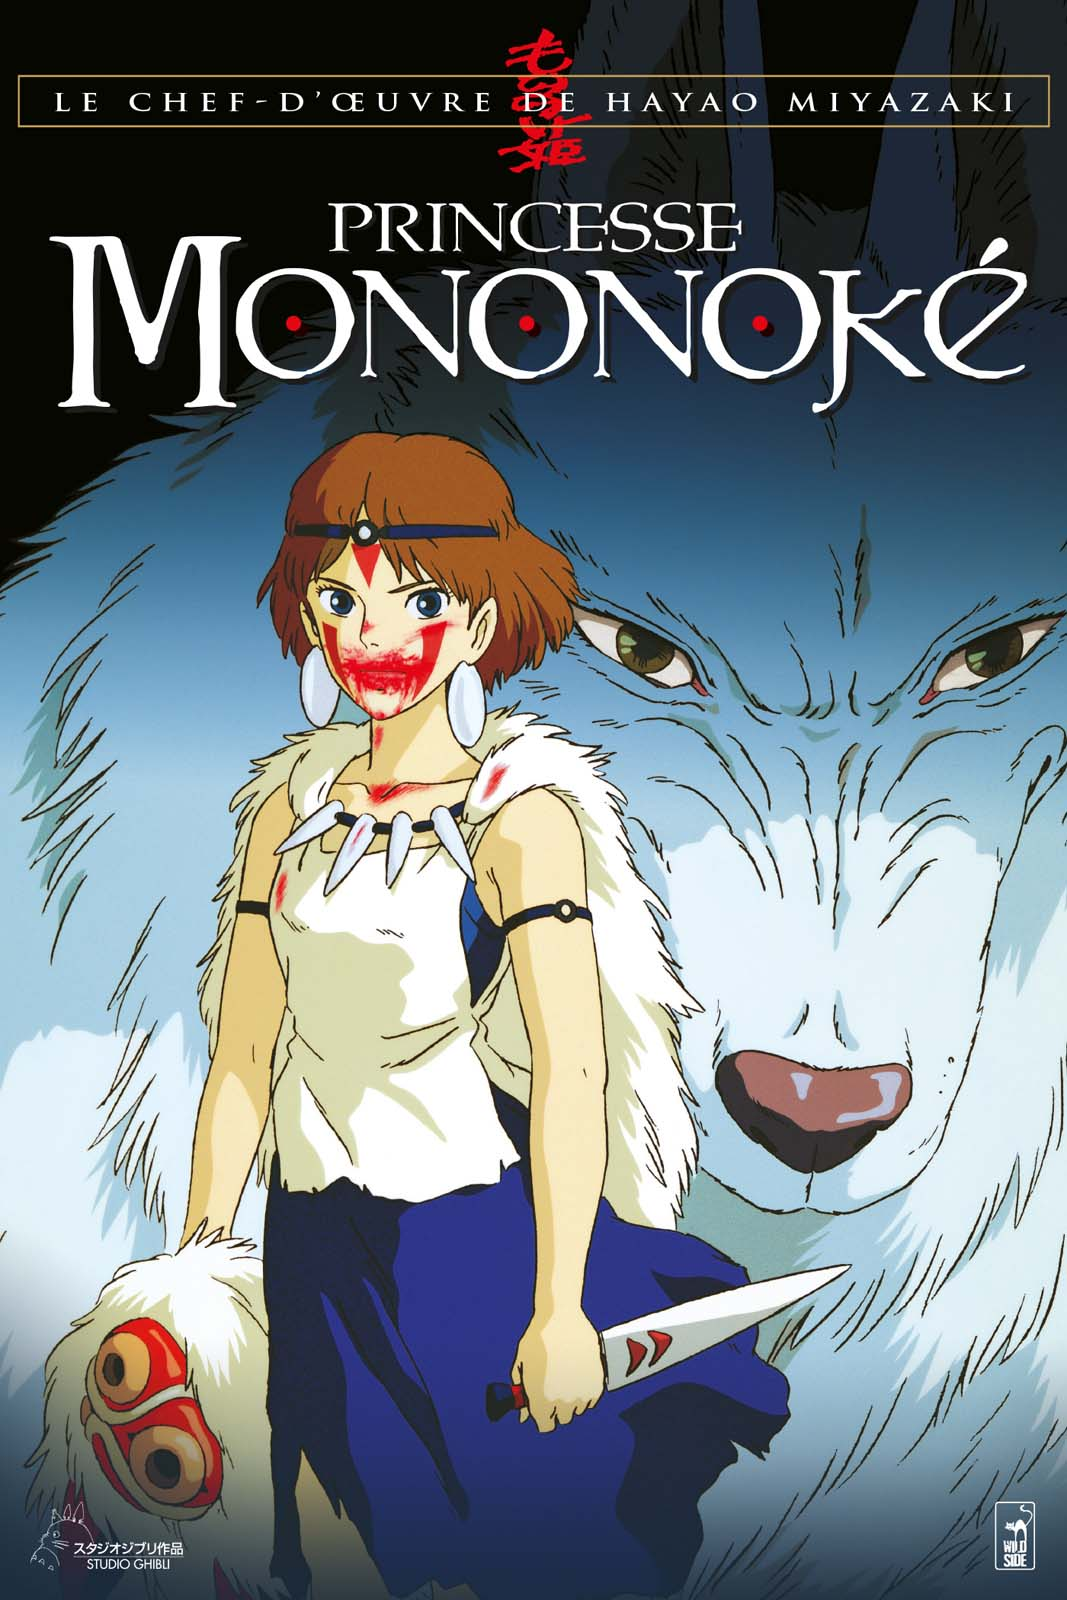 もののけ姫
LE CHEF-D'ŒUVRE DE HAYAO MIYAZAKI
PRINCESSE
MONONOKÉ
スタジオジブリ作品
STUDIO GHIBLI
WILD
SIDE